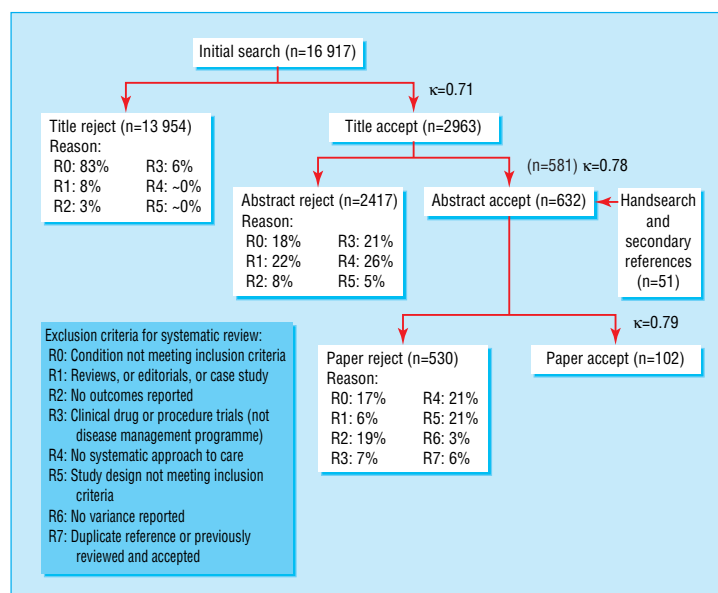 Initial search (n=16 917)
κ=0.71
Title reject (n=13 954)
Reason:
R0: 83% R3: 6%
R1: 8% R4: ~0%
R2: 3% R5: ~0%
Title accept (n=2963)
(n=581) κ=0.78
Abstract reject (n=2417)
Reason:
R0: 18% R3: 21%
R1: 22% R4: 26%
R2: 8% R5: 5%
Abstract accept (n=632)
Handsearch
and
secondary
references
(n=51)
κ=0.79
Paper reject (n=530)
Reason:
R0: 17% R4: 21%
R1: 6% R5: 21%
R2: 19% R6: 3%
R3: 7% R7: 6%
Paper accept (n=102)
Exclusion criteria for systematic review:
R0: Condition not meeting inclusion criteria
R1: Reviews, or editorials, or case study
R2: No outcomes reported
R3: Clinical drug or procedure trials (not
disease management programme)
R4: No systematic approach to care
R5: Study design not meeting inclusion
criteria
R6: No variance reported
R7: Duplicate reference or previously
reviewed and accepted